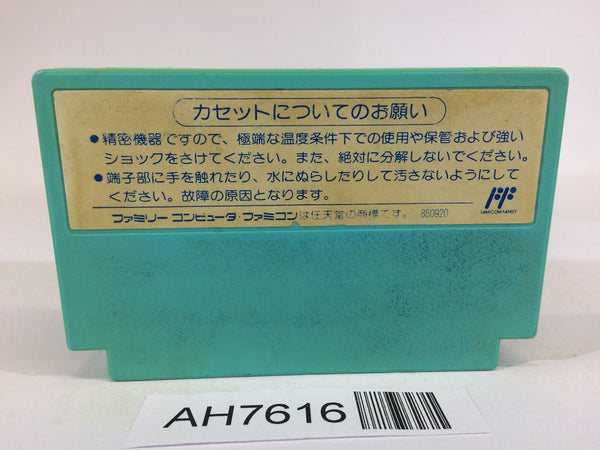 カセットについてのお願い
●精密機器ですので、極端な温度条件下での使用や保管および強い
ショックをさけてください。また、絶対に分解しないでください。
●端子部に手を触れたり、水にぬらしたりして汚さないようにして
ください。故障の原因となります。
ファミリー コンピュータ・ファミコンは任天堂の商標です。 880920
FF
AH7616